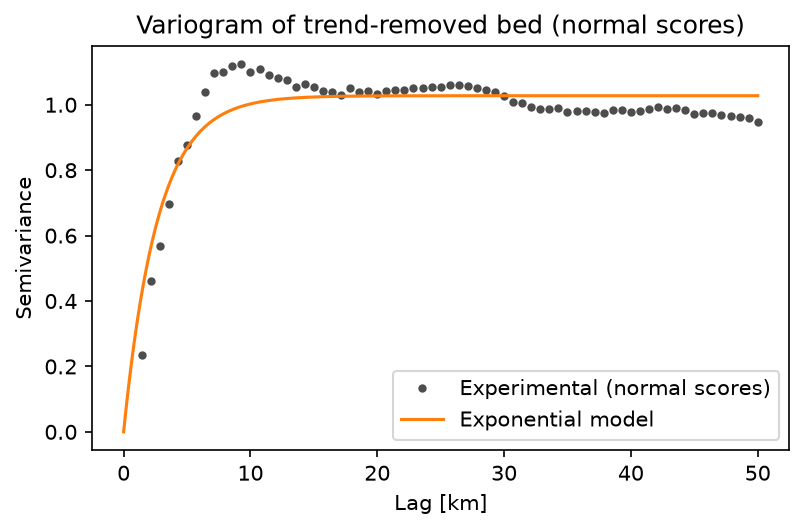 Variogram of trend-removed bed (normal scores)
1.0
0.8
0.6
0.4
0.2
0.0
Semivariance
Experimental (normal scores)
Exponential model
0 10 20 30 40 50
Lag [km]